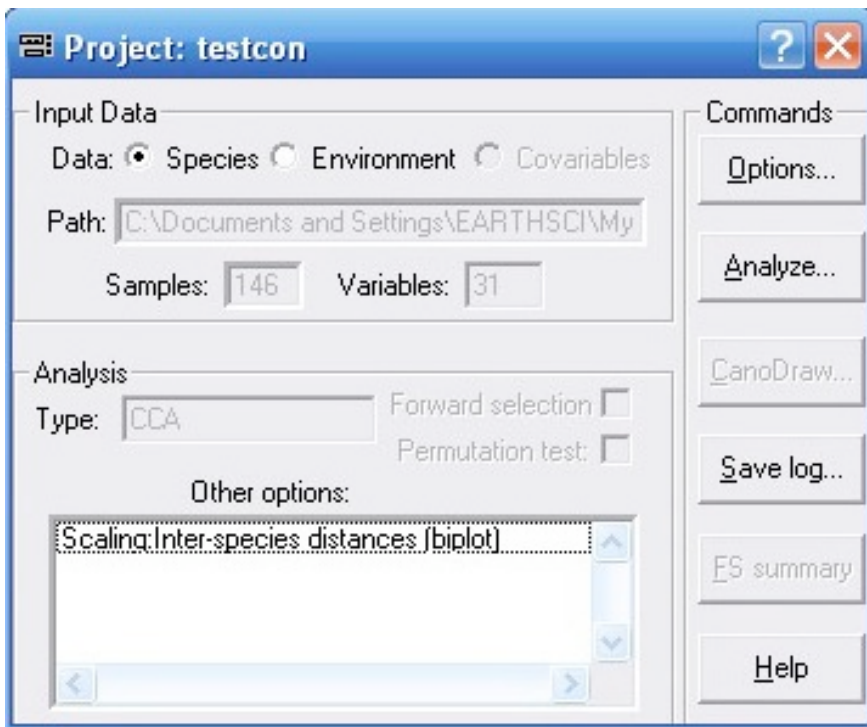 Project: testcon
Input Data
Data: Species Environment Covariables
Path: C:\Documents and Settings\EARTHSCI\My
Samples: 146 Variables: 31
Analysis
Type: CCA
Forward selection
Permutation test:
Other options:
Scaling:Inter-species distances (biplot)
Commands
Options...
Analyze...
CanoDraw...
Save log...
FS summary
Help